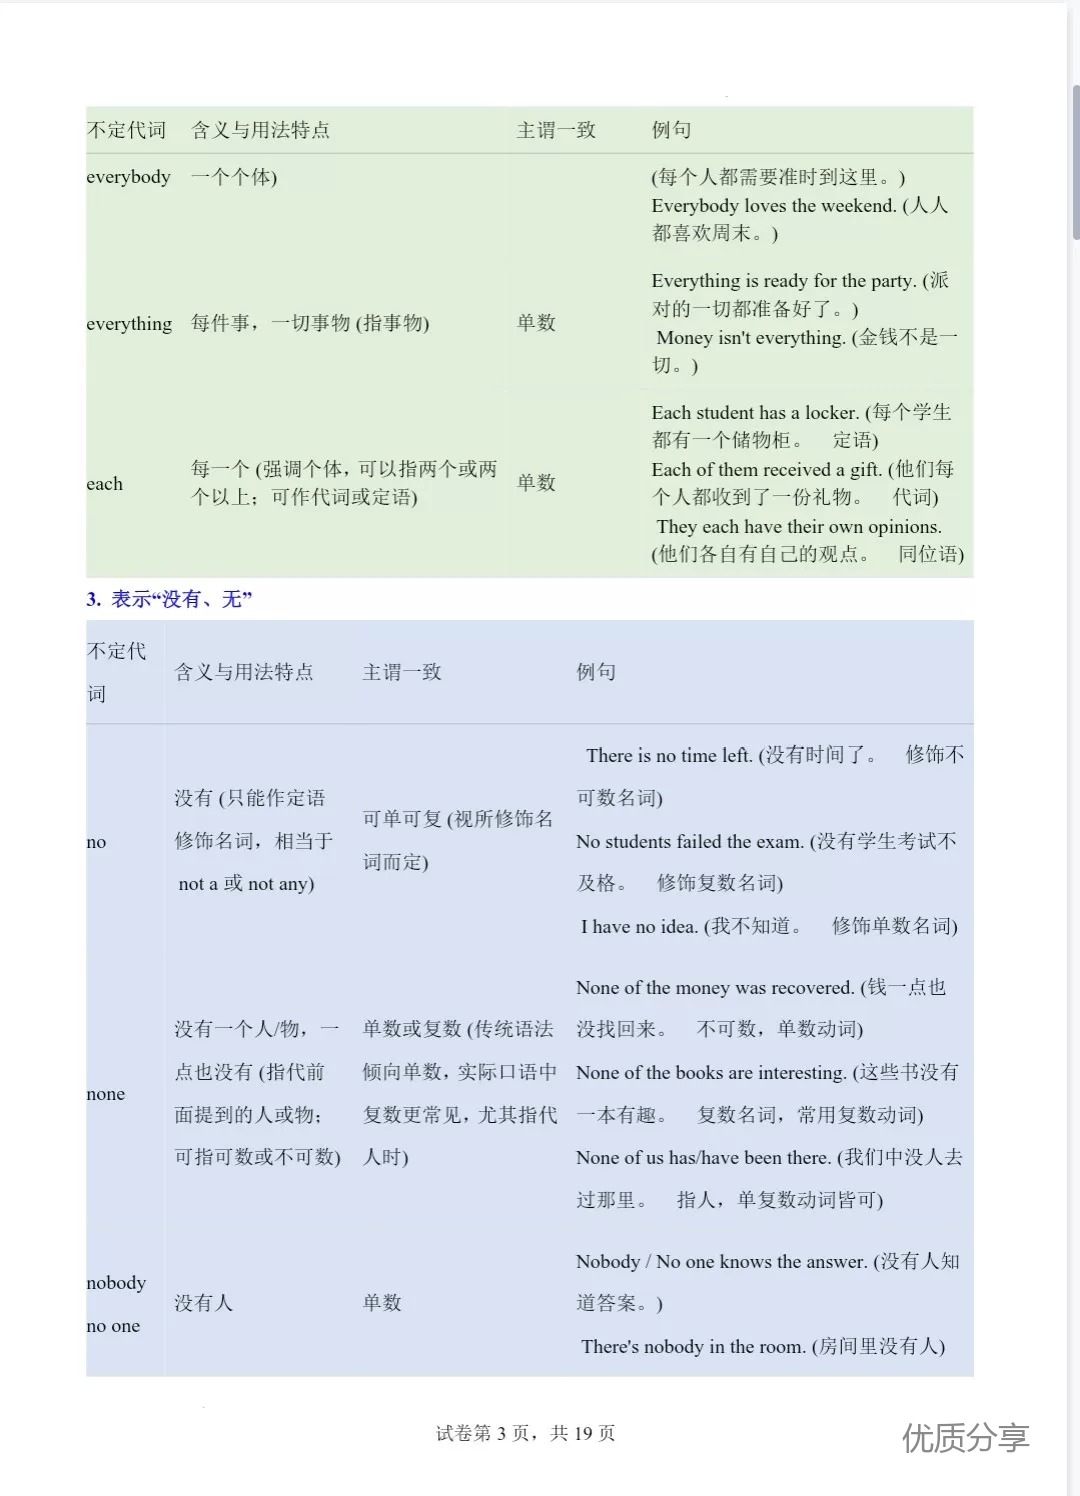 不定代词 含义与用法特点 主谓一致 例句
everybody 一个个体) (每个人都需要准时到这里。)
Everybody loves the weekend. (人人
都喜欢周末。)
Everything is ready for the party. (派
对的一切都准备好了。)
everything 每件事，一切事物 (指事物) 单数
Money isn't everything. (金钱不是一
切。)
Each student has a locker. (每个学生
都有一个储物柜。 定语)
each 每一个 (强调个体，可以指两个或两
个以上；可作代词或定语) 单数
Each of them received a gift. (他们每
个人都收到了一份礼物。 代词)
They each have their own opinions.
(他们各自有自己的观点。 同位语)
3. 表示“没有、无”
不定代
词 含义与用法特点 主谓一致 例句
no
没有 (只能作定语
修饰名词，相当于
not a 或 not any)
可单可复 (视所修饰名
词而定)
There is no time left. (没有时间了。 修饰不
可数名词)
No students failed the exam. (没有学生考试不
及格。 修饰复数名词)
I have no idea. (我不知道。 修饰单数名词)
none
没有一个人/物，一
点也没有 (指代前
面提到的人或物；
可指可数或不可数)
单数或复数 (传统语法
倾向单数，实际口语中
复数更常见，尤其指代
人时)
None of the money was recovered. (钱一点也
没找回来。 不可数，单数动词)
None of the books are interesting. (这些书没有
一本有趣。 复数名词，常用复数动词)
None of us has/have been there. (我们中没人去
过那里。 指人，单复数动词皆可)
nobody
no one
没有人
单数
Nobody / No one knows the answer. (没有人知
道答案。)
There's nobody in the room. (房间里没有人)
试卷第 3 页，共 19 页
优质分享